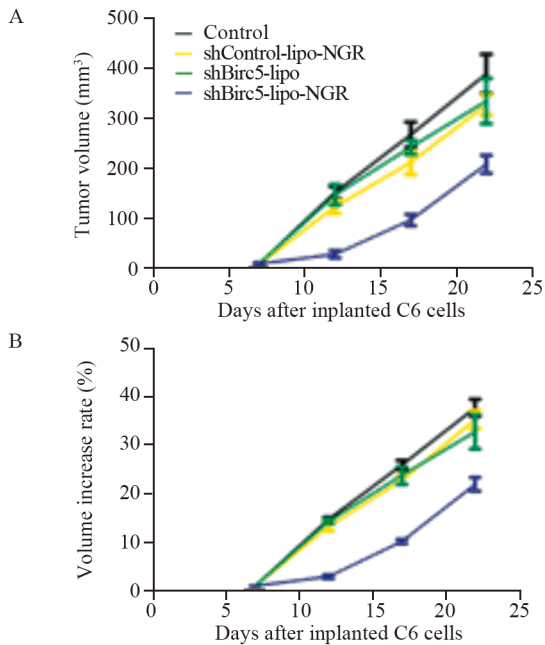 A
Tumor volume (mm³)
500
400
300
200
100
0
Control
shControl-lipo-NGR
shBirc5-lipo
shBirc5-lipo-NGR
0 5 10 15 20 25
Days after inplanted C6 cells
B
Volume increase rate (%)
50
40
30
20
10
0
0 5 10 15 20 25
Days after inplanted C6 cells